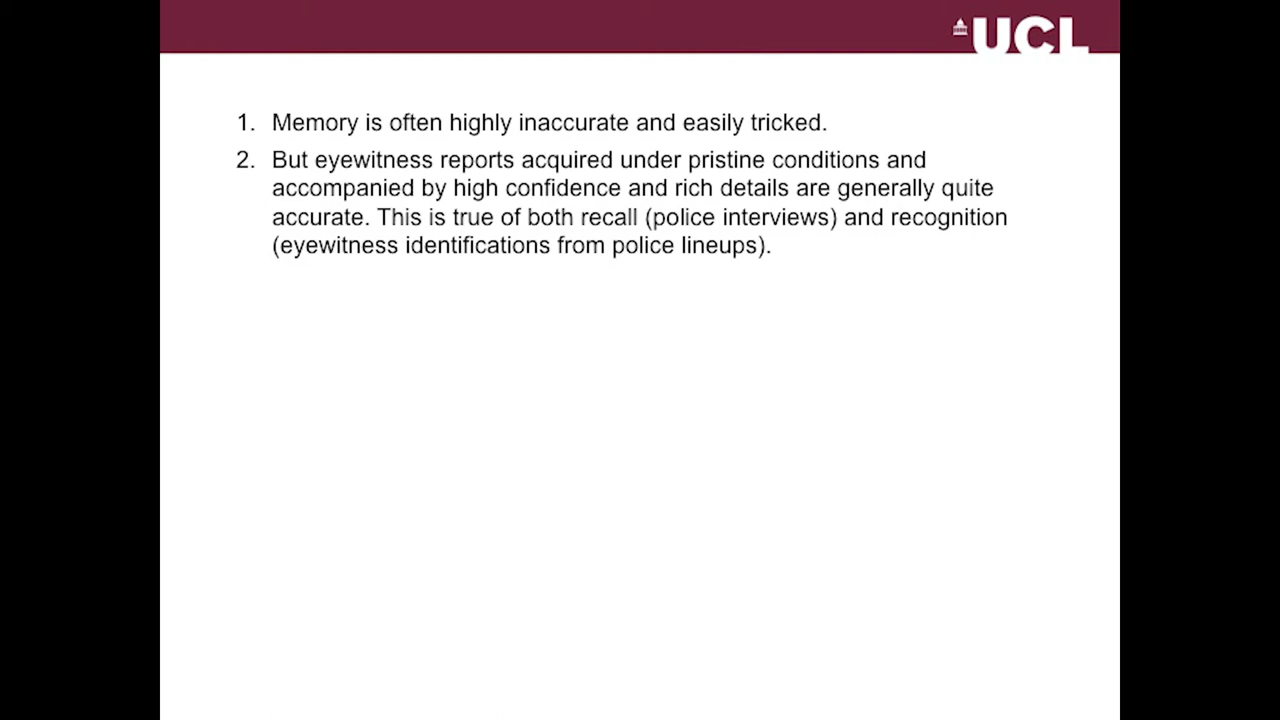 UCL
1. Memory is often highly inaccurate and easily tricked.
2. But eyewitness reports acquired under pristine conditions and
accompanied by high confidence and rich details are generally quite
accurate. This is true of both recall (police interviews) and recognition
(eyewitness identifications from police lineups).